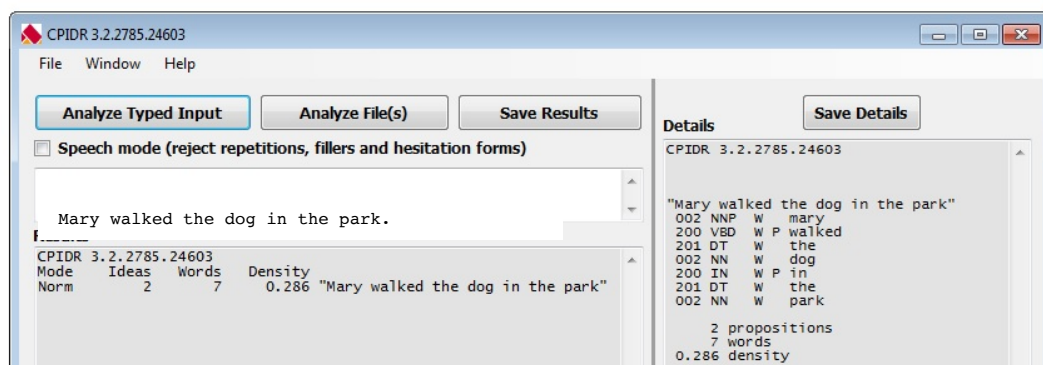 CPIDR 3.2.2785.24603
File Window Help
Analyze Typed Input Analyze File(s) Save Results
Speech mode (reject repetitions, fillers and hesitation forms)
Mary walked the dog in the park.
CPIDR 3.2.2785.24603
Mode Ideas Words Density
Norm 2 7 0.286 "Mary walked the dog in the park"
Details Save Details
CPIDR 3.2.2785.24603
"Mary walked the dog in the park"
002 NNP W mary
200 VBD W P walked
201 DT W the
002 NN W dog
200 IN W P in
201 DT W the
002 NN W park
2 propositions
7 words
0.286 density